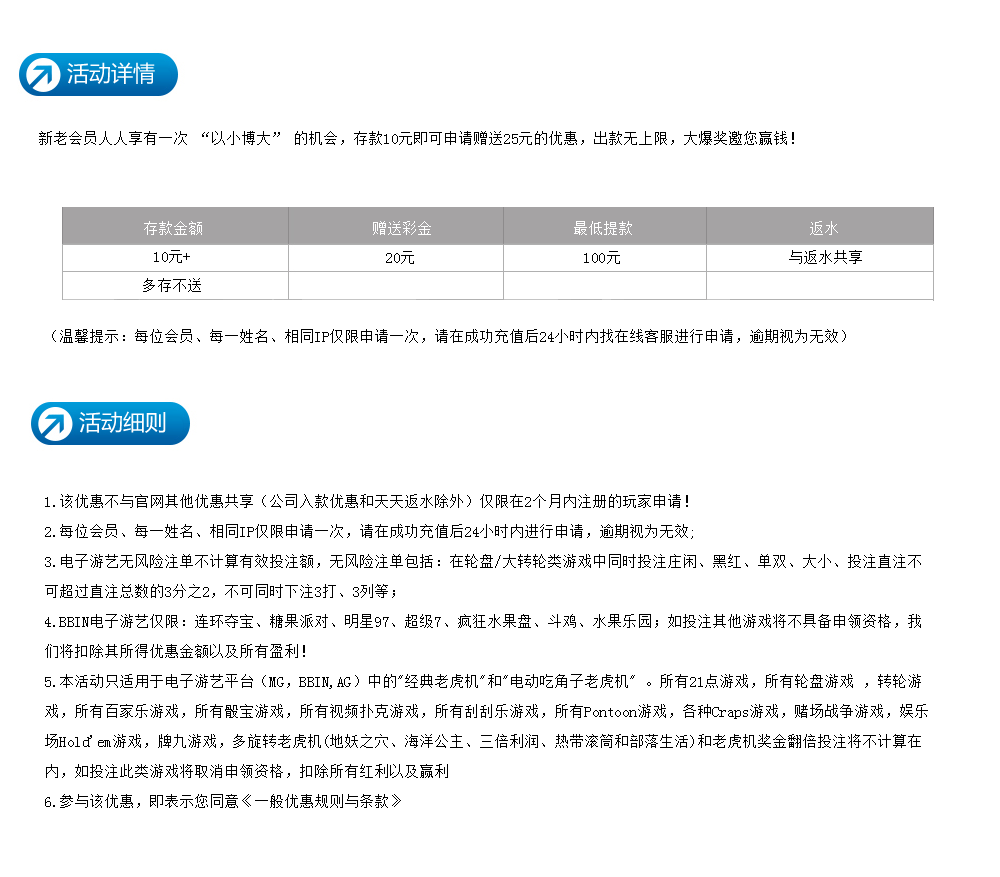 活动详情
新老会员人人享有一次 “以小博大” 的机会，存款10元即可申请赠送25元的优惠，出款无上限，大爆奖邀您赢钱！
存款金额 赠送彩金 最低提款 返水
10元+ 20元 100元 与返水共享
多存不送
（温馨提示：每位会员、每一姓名、相同IP仅限申请一次，请在成功充值后24小时内找在线客服进行申请，逾期视为无效）
活动细则
1.该优惠不与官网其他优惠共享（公司入款优惠和天天返水除外）仅限在2个月内注册的玩家申请！
2.每位会员、每一姓名、相同IP仅限申请一次，请在成功充值后24小时内进行申请，逾期视为无效;
3.电子游艺无风险注单不计算有效投注额，无风险注单包括：在轮盘/大转轮类游戏中同时投注庄闲、黑红、单双、大小、投注直注不
可超过直注总数的3分之2，不可同时下注3打、3列等；
4.BBIN电子游艺仅限：连环夺宝、糖果派对、明星97、超级7、疯狂水果盘、斗鸡、水果乐园；如投注其他游戏将不具备申领资格，我
们将扣除其所得优惠金额以及所有盈利！
5.本活动只适用于电子游艺平台（MG，BBIN,AG）中的"经典老虎机"和"电动吃角子老虎机" 。所有21点游戏，所有轮盘游戏 ，转轮游
戏，所有百家乐游戏，所有骰宝游戏，所有视频扑克游戏，所有刮刮乐游戏，所有Pontoon游戏，各种Craps游戏，赌场战争游戏，娱乐
场Hold’em游戏，牌九游戏，多旋转老虎机(地妖之穴、海洋公主、三倍利润、热带滚筒和部落生活)和老虎机奖金翻倍投注将不计算在
内，如投注此类游戏将取消申领资格，扣除所有红利以及赢利
6.参与该优惠，即表示您同意《一般优惠规则与条款》